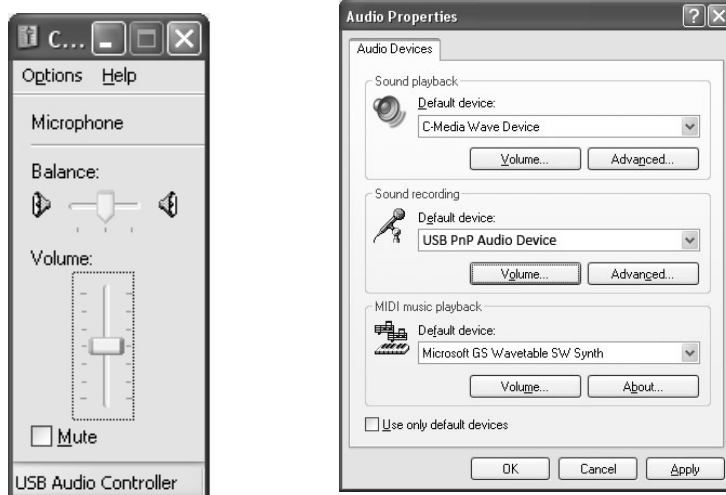 C...
Options Help
Microphone
Balance:
Volume:
Mute
USB Audio Controller
Audio Properties
Audio Devices
Sound playback
Default device:
C-Media Wave Device
Volume... Advanced...
Sound recording
Default device:
USB PnP Audio Device
Volume... Advanced...
MIDI music playback
Default device:
Microsoft GS Wavetable SW Synth
Volume... About...
Use only default devices
OK Cancel Apply